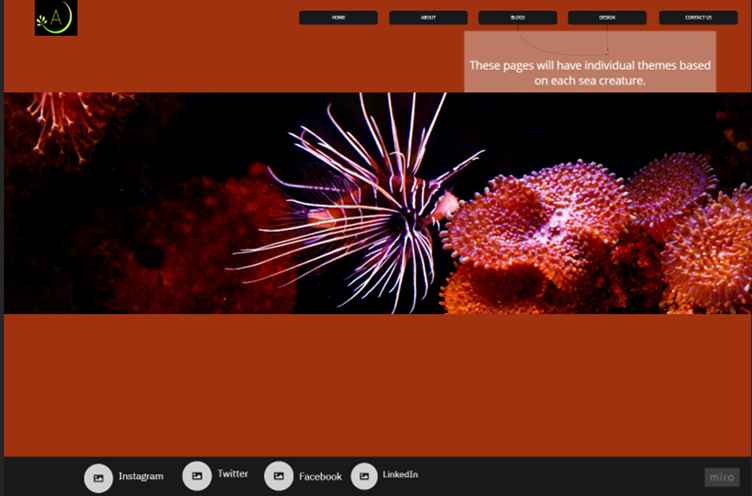 A
HOME
ABOUT
BLOGS
DESIGN
CONTACT US
These pages will have individual themes based
on each sea creature.
Instagram
Twitter
Facebook
LinkedIn
miro